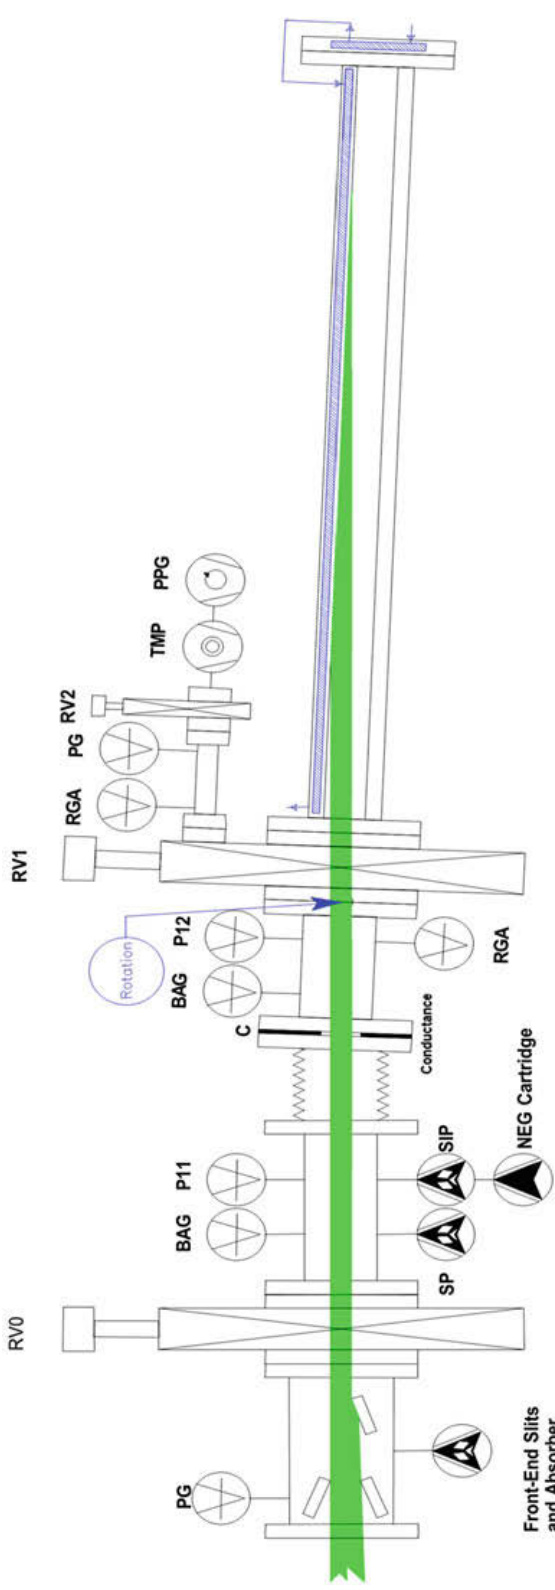 RV0
RV1
RV2
PG
RGA
TMP
PPG
Rotation
P12
BAG
C
Conductance
RGA
P11
BAG
SIP
NEG Cartridge
SP
PG
Front-End Slits
and Absorber